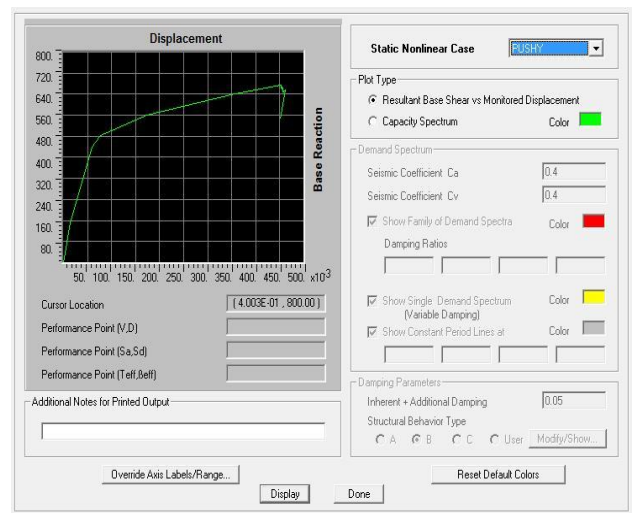 Displacement
800.
720.
640.
560.
480.
400.
320.
240.
160.
80.
Base Reaction
50. 100. 150. 200. 250. 300. 350. 400. 450. 500. x10³
Cursor Location ( 4.003E-01 , 800.00 )
Performance Point (V,D)
Performance Point (Sa,Sd)
Performance Point (Teff,ßeff)
Additional Notes for Printed Output
Override Axis Labels/Range...
Static Nonlinear Case PUSHY
Plot Type
Resultant Base Shear vs Monitored Displacement
Capacity Spectrum Color
Demand Spectrum
Seismic Coefficient Ca 0.4
Seismic Coefficient Cv 0.4
Show Family of Demand Spectra Color
Damping Ratios
Show Single Demand Spectrum Color
(Variable Damping)
Show Constant Period Lines at Color
Damping Parameters
Inherent + Additional Damping 0.05
Structural Behavior Type
A B C User Modify/Show...
Reset Default Colors
Display Done